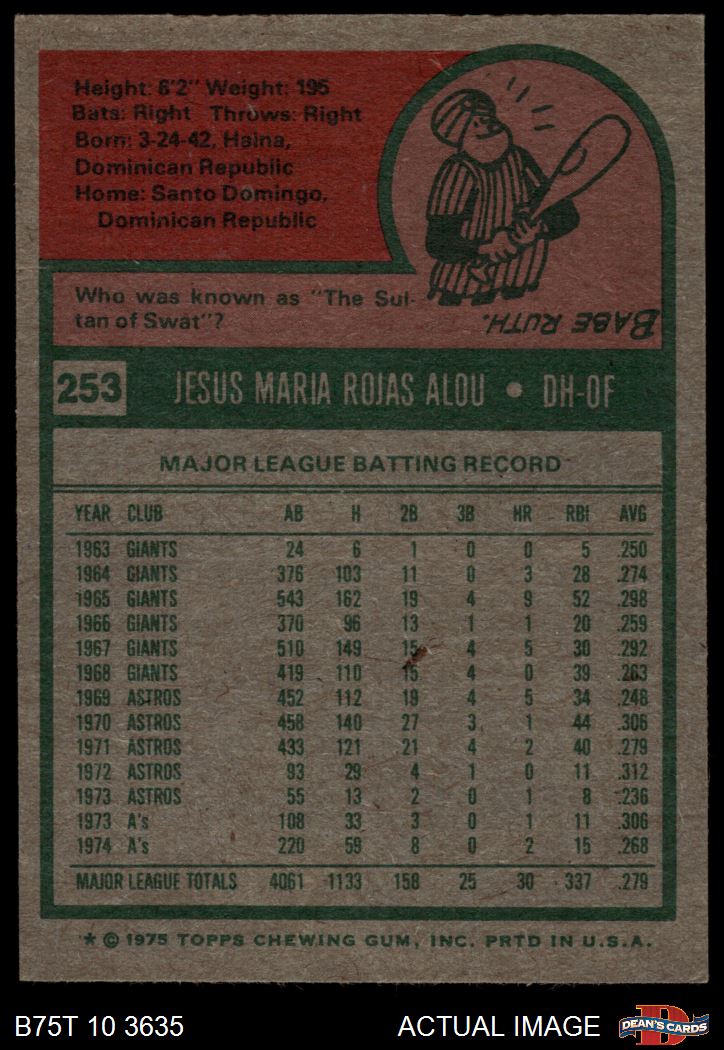 Height: 6'2" Weight: 195
Bats: Right Throws: Right
Born: 3-24-42, Haina,
Dominican Republic
Home: Santo Domingo,
Dominican Republic
Who was known as "The Sul-
tan of Swat"?
BABE RUTH.
253 JESUS MARIA ROJAS ALOU • DH-OF
MAJOR LEAGUE BATTING RECORD
YEAR CLUB AB H 2B 3B HR RBI AVG
1963 GIANTS 24 6 1 0 0 5 .250
1964 GIANTS 376 103 11 0 3 28 .274
1965 GIANTS 543 162 19 4 9 52 .298
1966 GIANTS 370 96 13 1 1 20 .259
1967 GIANTS 510 149 15 4 5 30 .292
1968 GIANTS 419 110 15 4 0 39 .263
1969 ASTROS 452 112 19 4 5 34 .248
1970 ASTROS 458 140 27 3 1 44 .306
1971 ASTROS 433 121 21 4 2 40 .279
1972 ASTROS 93 29 4 1 0 11 .312
1973 ASTROS 55 13 2 0 1 8 .236
1973 A's 108 33 3 0 1 11 .306
1974 A's 220 59 8 0 2 15 .268
MAJOR LEAGUE TOTALS 4061 1133 158 25 30 337 .279
* © 1975 TOPPS CHEWING GUM, INC. PRTD IN U.S.A.
B75T 10 3635 ACTUAL IMAGE D DEAN'S CARDS